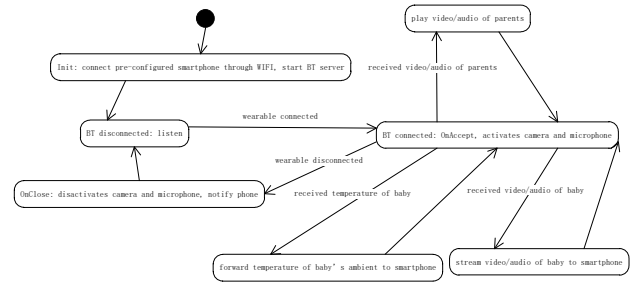 play video/audio of parents
Init: connect pre-configured smartphone through WIFI, start BT server
received video/audio of parents
wearable connected
BT disconnected: listen
BT connected: OnAccept, activates camera and microphone
wearable disconnected
OnClose: disactivates camera and microphone, notify phone
received temperature of baby
received video/audio of baby
forward temperature of baby's ambient to smartphone
stream video/audio of baby to smartphone